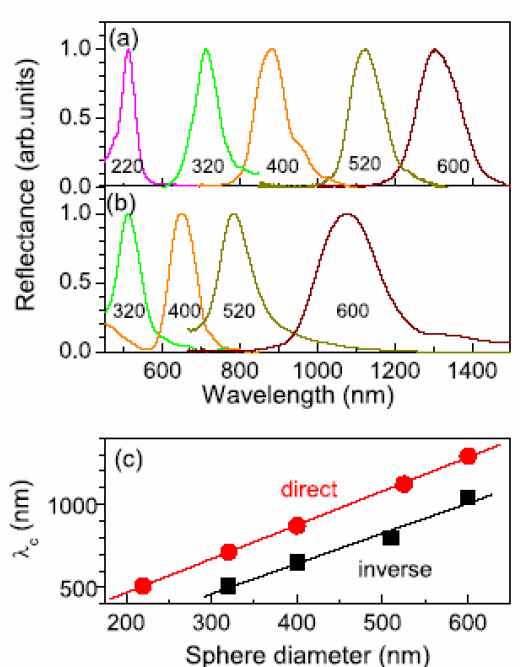 (a)
1.0
0.5
0.0
220 320 400 520 600
(b)
1.0
0.5
0.0
320 400 520 600
600 800 1000 1200 1400
Wavelength (nm)
Reflectance (arb.units)
(c)
1000
500
direct
inverse
200 300 400 500 600
Sphere diameter (nm)
λc (nm)